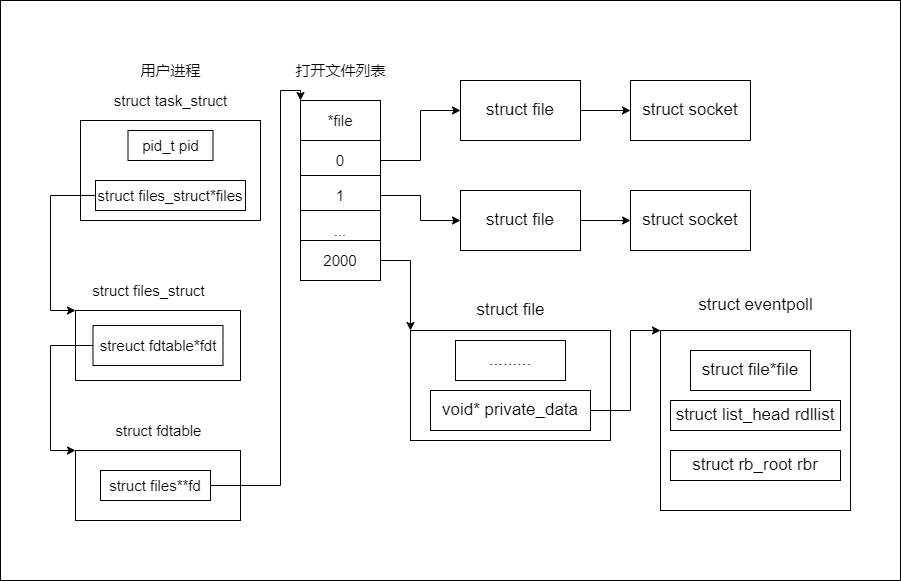 用户进程
struct task_struct
pid_t pid
struct files_struct*files
struct files_struct
streuct fdtable*fdt
struct fdtable
struct files**fd
打开文件列表
*file
0
1
...
2000
struct file
struct socket
struct file
struct socket
struct file
.........
void* private_data
struct eventpoll
struct file*file
struct list_head rdllist
struct rb_root rbr